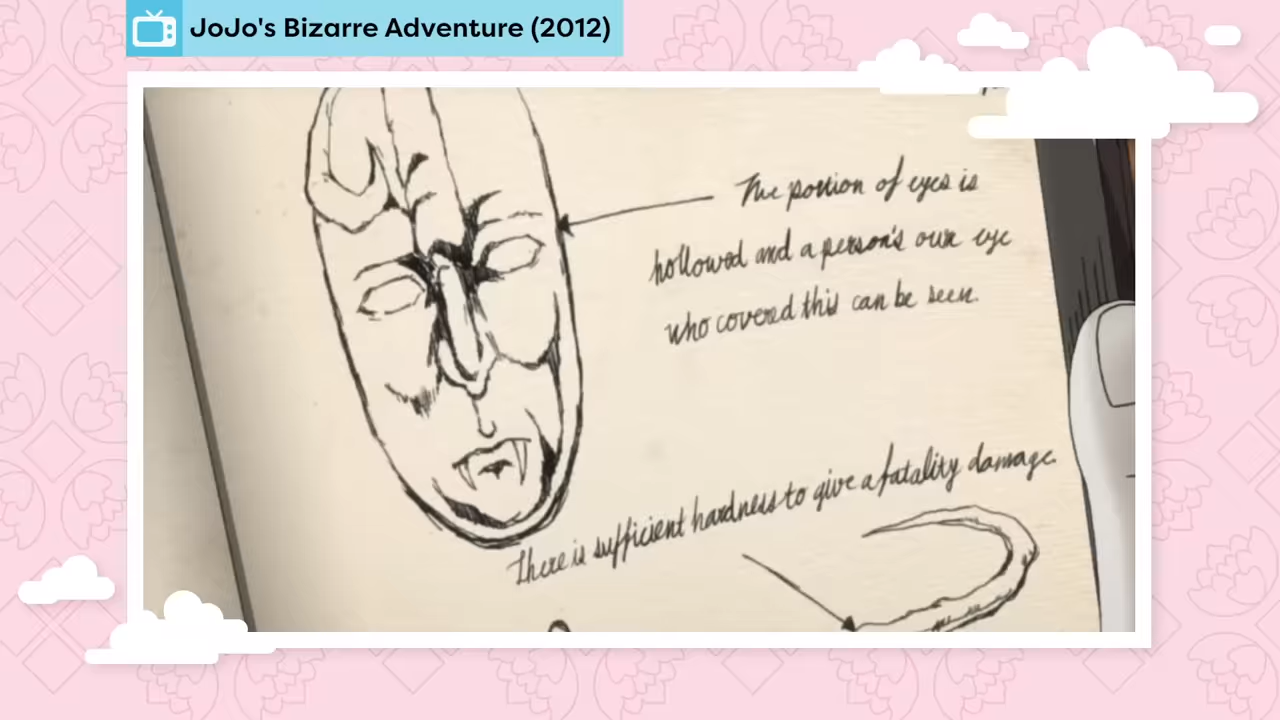 JoJo's Bizarre Adventure (2012)
The portion of eyes is
hollowed and a person's own eye
who covered this can be seen.
There is sufficient hardness to give a fatality damage.